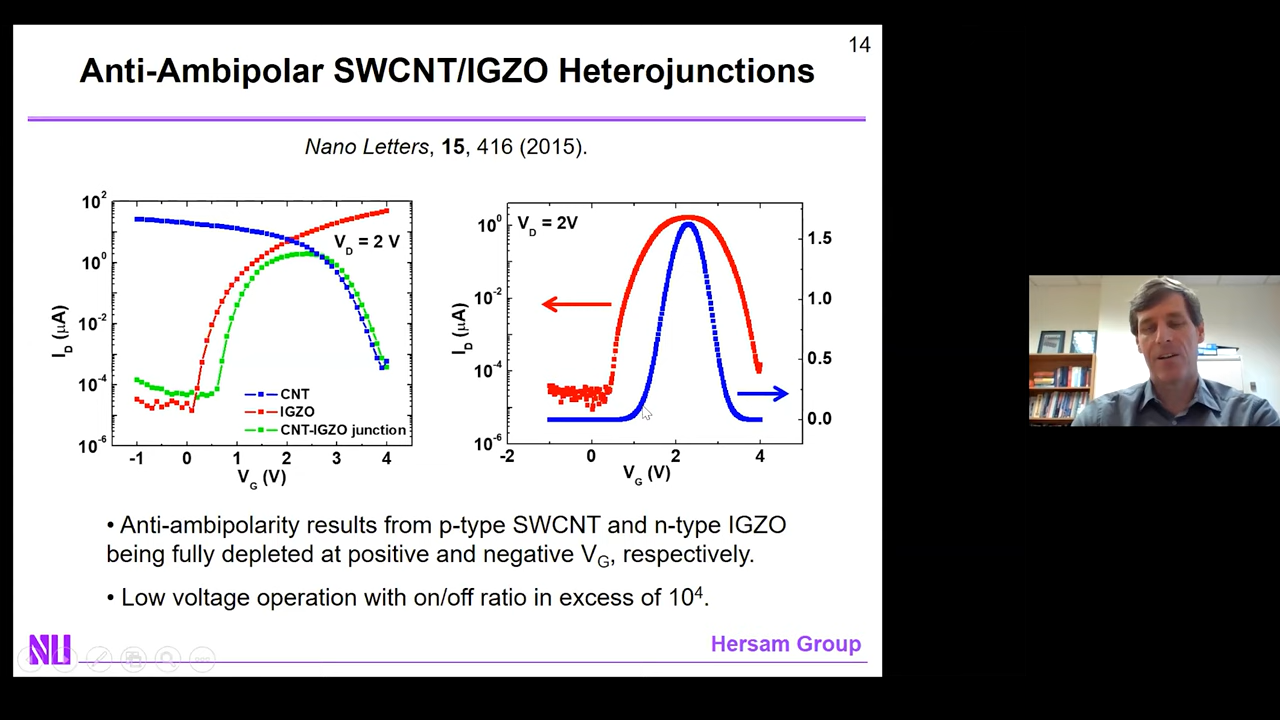 14
Anti-Ambipolar SWCNT/IGZO Heterojunctions
Nano Letters, 15, 416 (2015).
10²
10⁰
10⁻²
10⁻⁴
10⁻⁶
I_D (μA)
V_D = 2 V
CNT
IGZO
CNT-IGZO junction
-1 0 1 2 3 4
V_G (V)
V_D = 2V
10⁰
10⁻²
10⁻⁴
10⁻⁶
I_D (μA)
1.5
1.0
0.5
0.0
-2 0 2 4
V_G (V)
• Anti-ambipolarity results from p-type SWCNT and n-type IGZO
being fully depleted at positive and negative V_G, respectively.
• Low voltage operation with on/off ratio in excess of 10⁴.
NU
Hersam Group